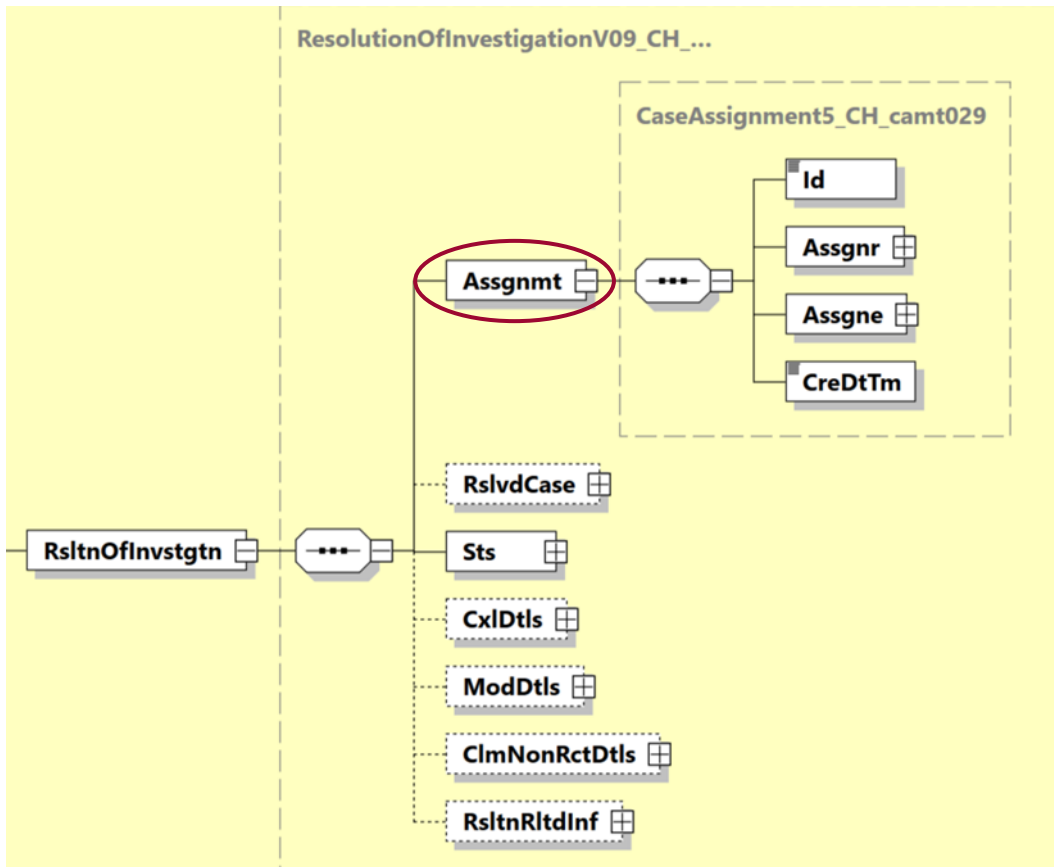 ResolutionOfInvestigationV09_CH_...
CaseAssignment5_CH_camt029
Id
Assgnr
Assgne
CreDtTm
Assgnmt
RslvdCase
RsltnOfInvstgtn
Sts
CxlDtls
ModDtls
ClmNonRctDtls
RsltnRltdInf